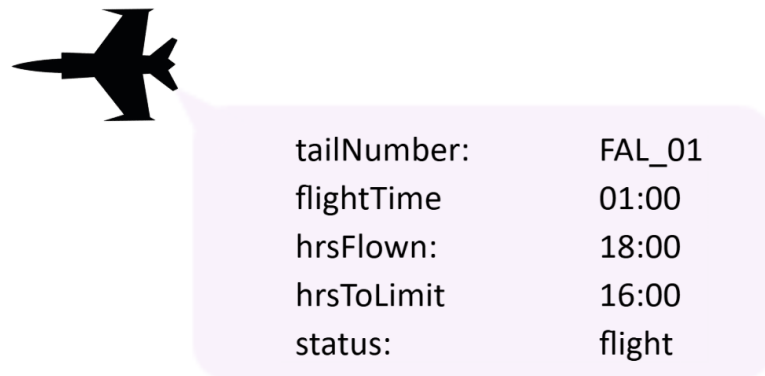 tailNumber: FAL_01
flightTime 01:00
hrsFlown: 18:00
hrsToLimit 16:00
status: flight